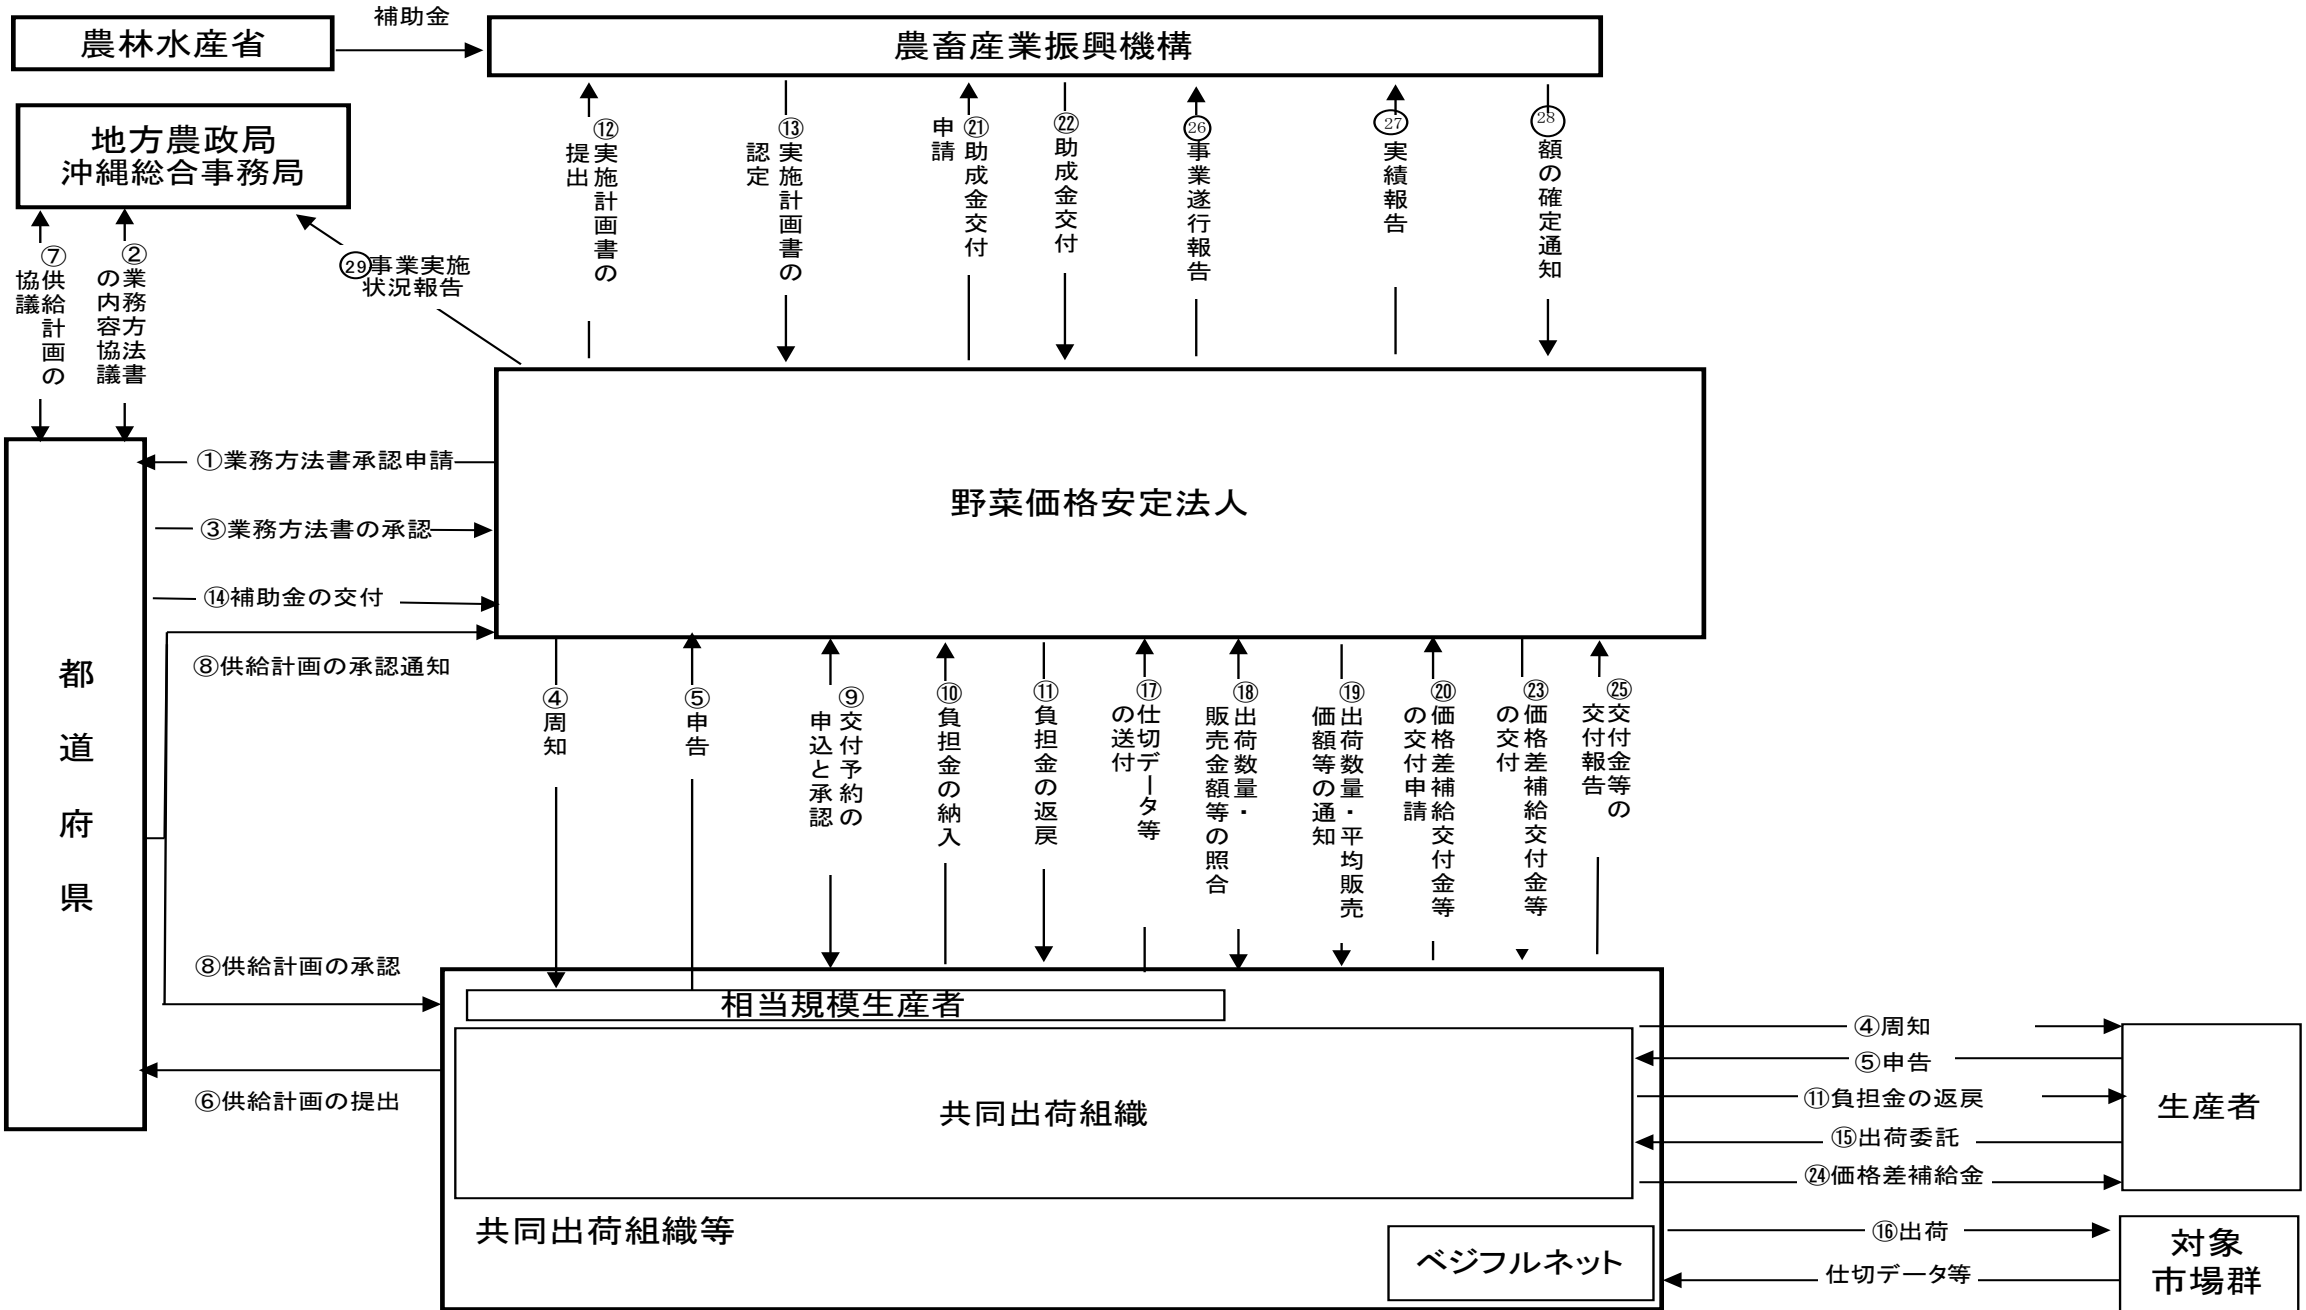 補助金
農林水産省
農畜産業振興機構
地方農政局
沖縄総合事務局
⑫実施計画書の
提出
⑬実施計画書の
認定
㉑助成金交付
申請
㉒助成金交付
㉖事業遂行報告
㉗実績報告
㉘額の確定通知
⑦供給計画の
協議
②業務方法書
の内容協議
㉙事業実施
状況報告
①業務方法書承認申請
③業務方法書の承認
⑭補助金の交付
⑧供給計画の承認通知
野菜価格安定法人
都道府県
④周知
⑤申告
⑨交付予約の
申込と承認
⑩負担金の納入
⑪負担金の返戻
⑰仕切データ等
の送付
⑱出荷数量・
販売金額等の照合
⑲出荷数量・平均販売
価額等の通知
⑳価格差補給交付金等
の交付申請
㉓価格差補給交付金等
の交付
㉕交付金等の
交付報告
⑧供給計画の承認
⑥供給計画の提出
相当規模生産者
共同出荷組織
共同出荷組織等
ベジフルネット
④周知
⑤申告
⑪負担金の返戻
⑮出荷委託
㉔価格差補給金
生産者
⑯出荷
仕切データ等
対象
市場群